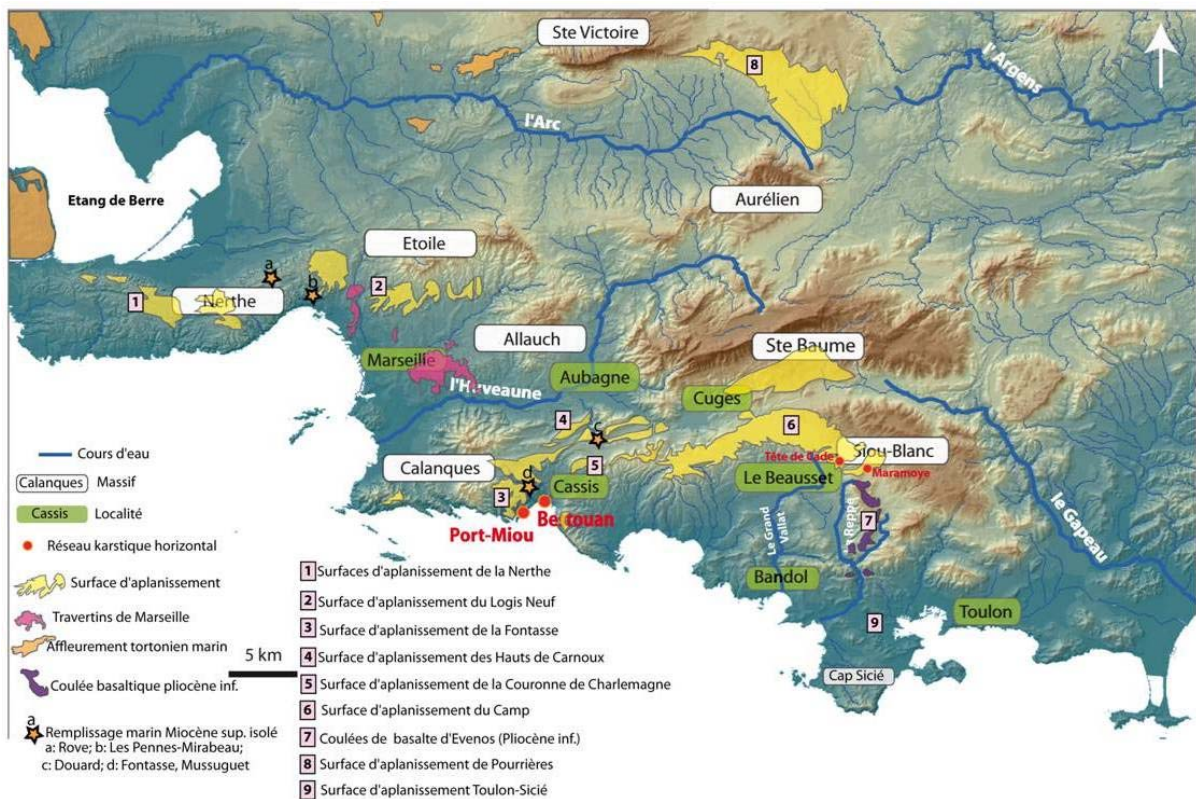 Ste Victoire
8
l'Argens
l'Arc
Etang de Berre
Aurélien
Etoile
a
b
2
1
Nerthe
Allauch
Ste Baume
Marseille
l'Huveaune
Aubagne
Cuges
4
c
6
Siou-Blanc
Tête de Cade
Maramoye
Calanques
5
Le Beausset
d
3
Cassis
Bestouan
Port-Miou
7
Le Grand
Vallat
Reppe
le Gapeau
Bandol
Toulon
9
Cap Sicié
Cours d'eau
Calanques Massif
Cassis Localité
Réseau karstique horizontal
Surface d'aplanissement
Travertins de Marseille
Affleurement tortonien marin
Coulée basaltique pliocène inf.
5 km
a
Remplissage marin Miocène sup. isolé
a: Rove; b: Les Pennes-Mirabeau;
c: Douard; d: Fontasse, Mussuguet
1 Surfaces d'aplanissement de la Nerthe
2 Surface d'aplanissement du Logis Neuf
3 Surface d'aplanissement de la Fontasse
4 Surface d'aplanissement des Hauts de Carnoux
5 Surface d'aplanissement de la Couronne de Charlemagne
6 Surface d'aplanissement du Camp
7 Coulées de basalte d'Evenos (Pliocène inf.)
8 Surface d'aplanissement de Pourrières
9 Surface d'aplanissement Toulon-Sicié